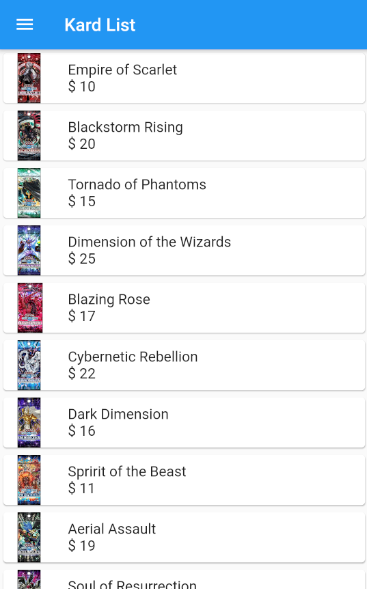 Kard List
Empire of Scarlet
$ 10
Blackstorm Rising
$ 20
Tornado of Phantoms
$ 15
Dimension of the Wizards
$ 25
Blazing Rose
$ 17
Cybernetic Rebellion
$ 22
Dark Dimension
$ 16
Spririt of the Beast
$ 11
Aerial Assault
$ 19
Soul of Resurrection